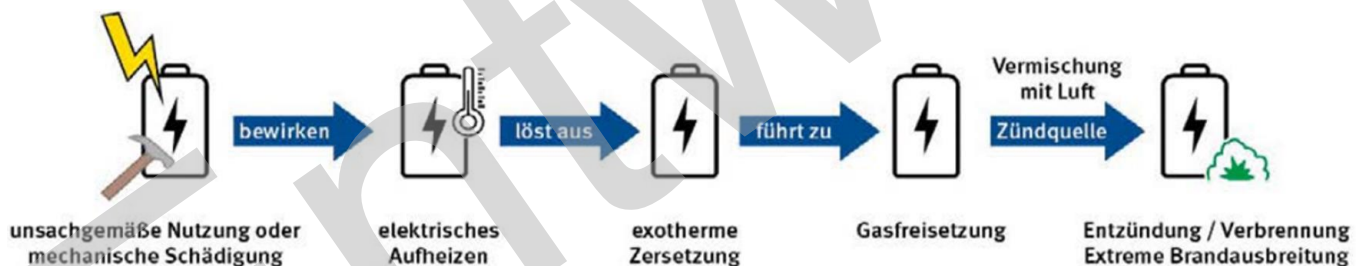 bewirken
löst aus
führt zu
Vermischung
mit Luft
Zündquelle
unsachgemäße Nutzung oder
mechanische Schädigung
elektrisches
Aufheizen
exotherme
Zersetzung
Gasfreisetzung
Entzündung / Verbrennung
Extreme Brandausbreitung